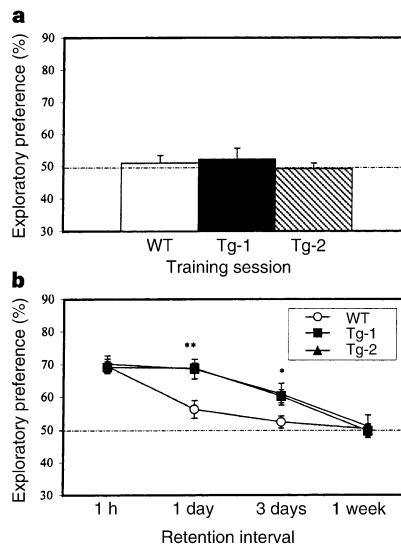 a
Exploratory preference (%)
90
80
70
60
50
40
30
WT Tg-1 Tg-2
Training session
b
Exploratory preference (%)
90
80
70
60
50
40
30
**
*
WT
Tg-1
Tg-2
1 h 1 day 3 days 1 week
Retention interval